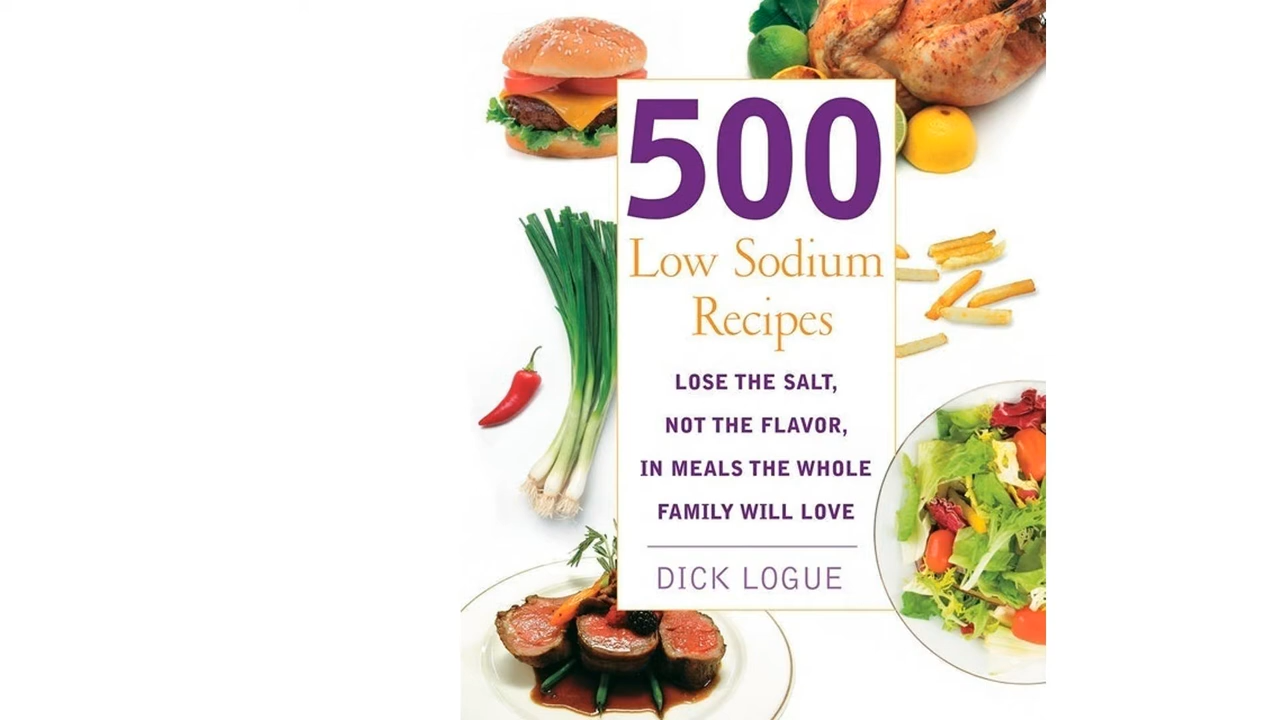 500
Low Sodium
Recipes
LOSE THE SALT,
NOT THE FLAVOR,
IN MEALS THE WHOLE
FAMILY WILL LOVE
DICK LOGUE